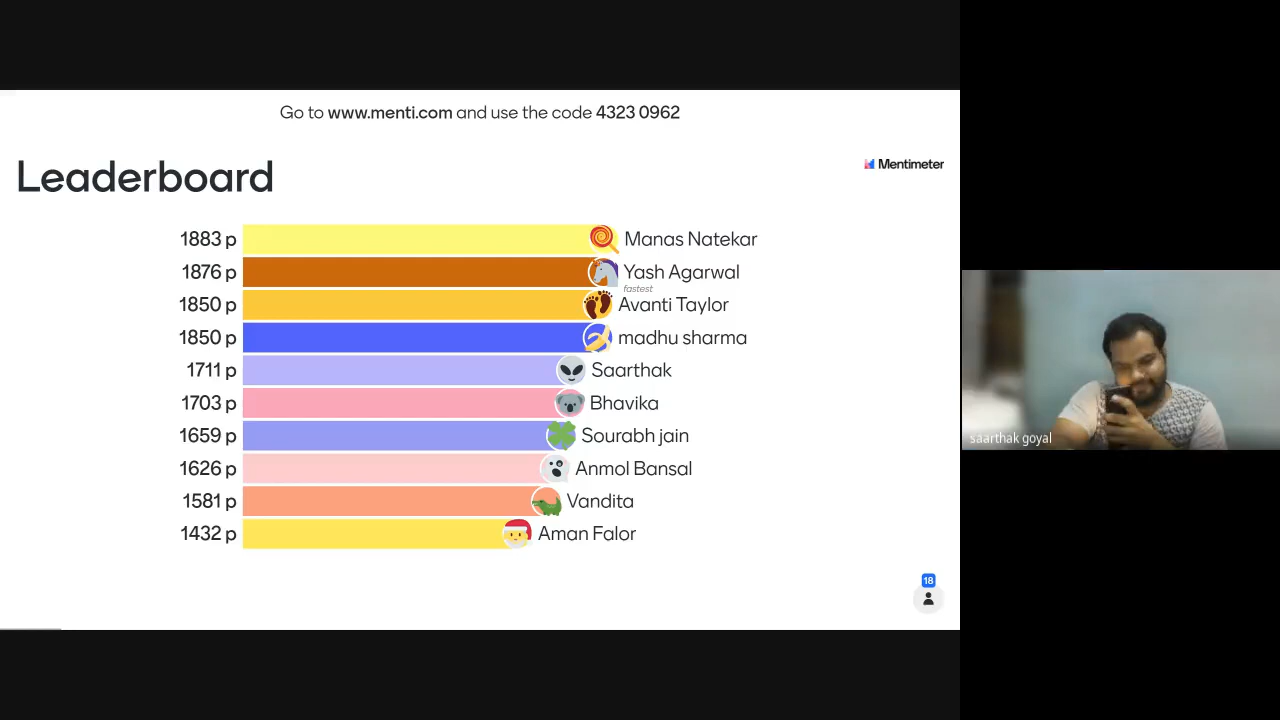 Go to www.menti.com and use the code 4323 0962
Leaderboard
Mentimeter
1883 p Manas Natekar
1876 p Yash Agarwal
fastest
1850 p Avanti Taylor
1850 p madhu sharma
1711 p Saarthak
1703 p Bhavika
1659 p Sourabh jain
1626 p Anmol Bansal
1581 p Vandita
1432 p Aman Falor
18
saarthak goyal